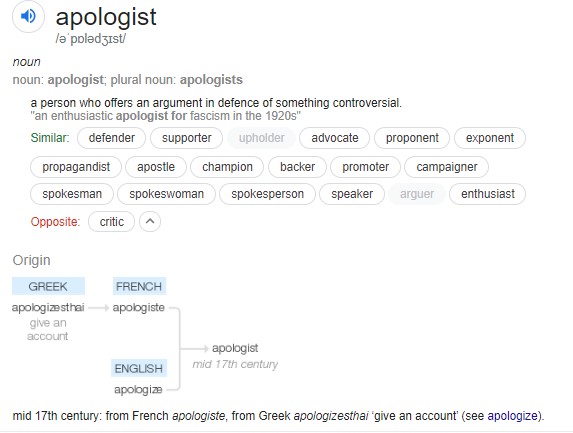 apologist
/əˈpɒlədʒɪst/
noun
noun: apologist; plural noun: apologists
a person who offers an argument in defence of something controversial.
"an enthusiastic apologist for fascism in the 1920s"
Similar: defender supporter upholder advocate proponent exponent
propagandist apostle champion backer promoter campaigner
spokesman spokeswoman spokesperson speaker arguer enthusiast
Opposite: critic
Origin
GREEK FRENCH
apologizesthai apologiste
give an
account
apologist
mid 17th century
ENGLISH
apologize
mid 17th century: from French apologiste, from Greek apologizesthai ‘give an account’ (see apologize).